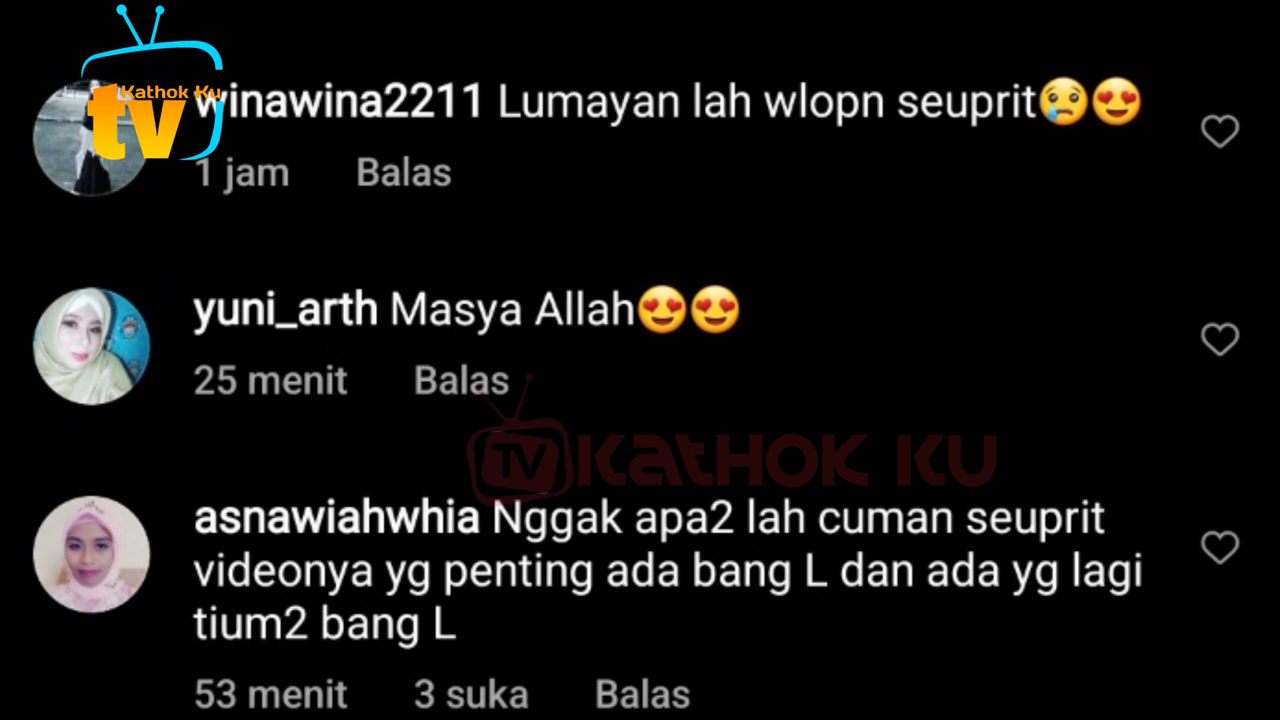 Kathok Ku
tv
winawina2211 Lumayan lah wlopn seuprit😢😍
1 jam Balas
yuni_arth Masya Allah😍😍
25 menit Balas
TV KATHOK KU
asnawiahwhia Nggak apa2 lah cuman seuprit
videonya yg penting ada bang L dan ada yg lagi
tium2 bang L
53 menit 3 suka Balas